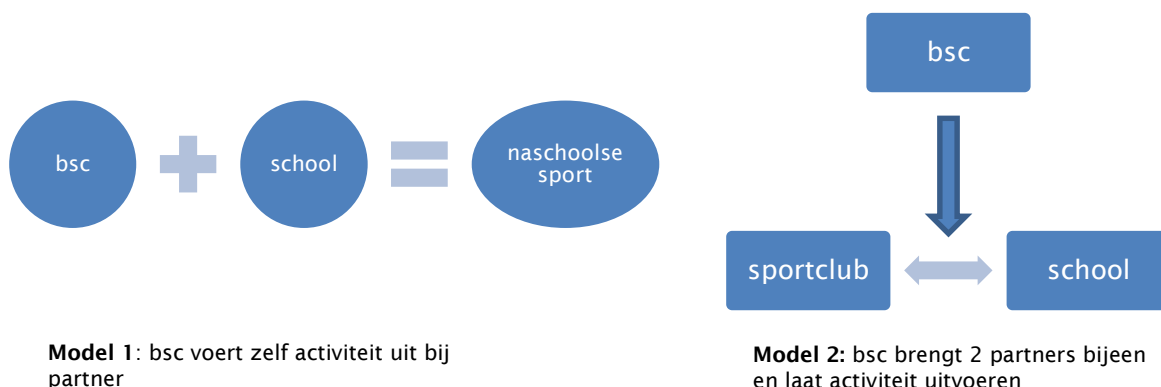 bsc
school
naschoolse
sport
Model 1: bsc voert zelf activiteit uit bij
partner
bsc
sportclub
school
Model 2: bsc brengt 2 partners bijeen
en laat activiteit uitvoeren